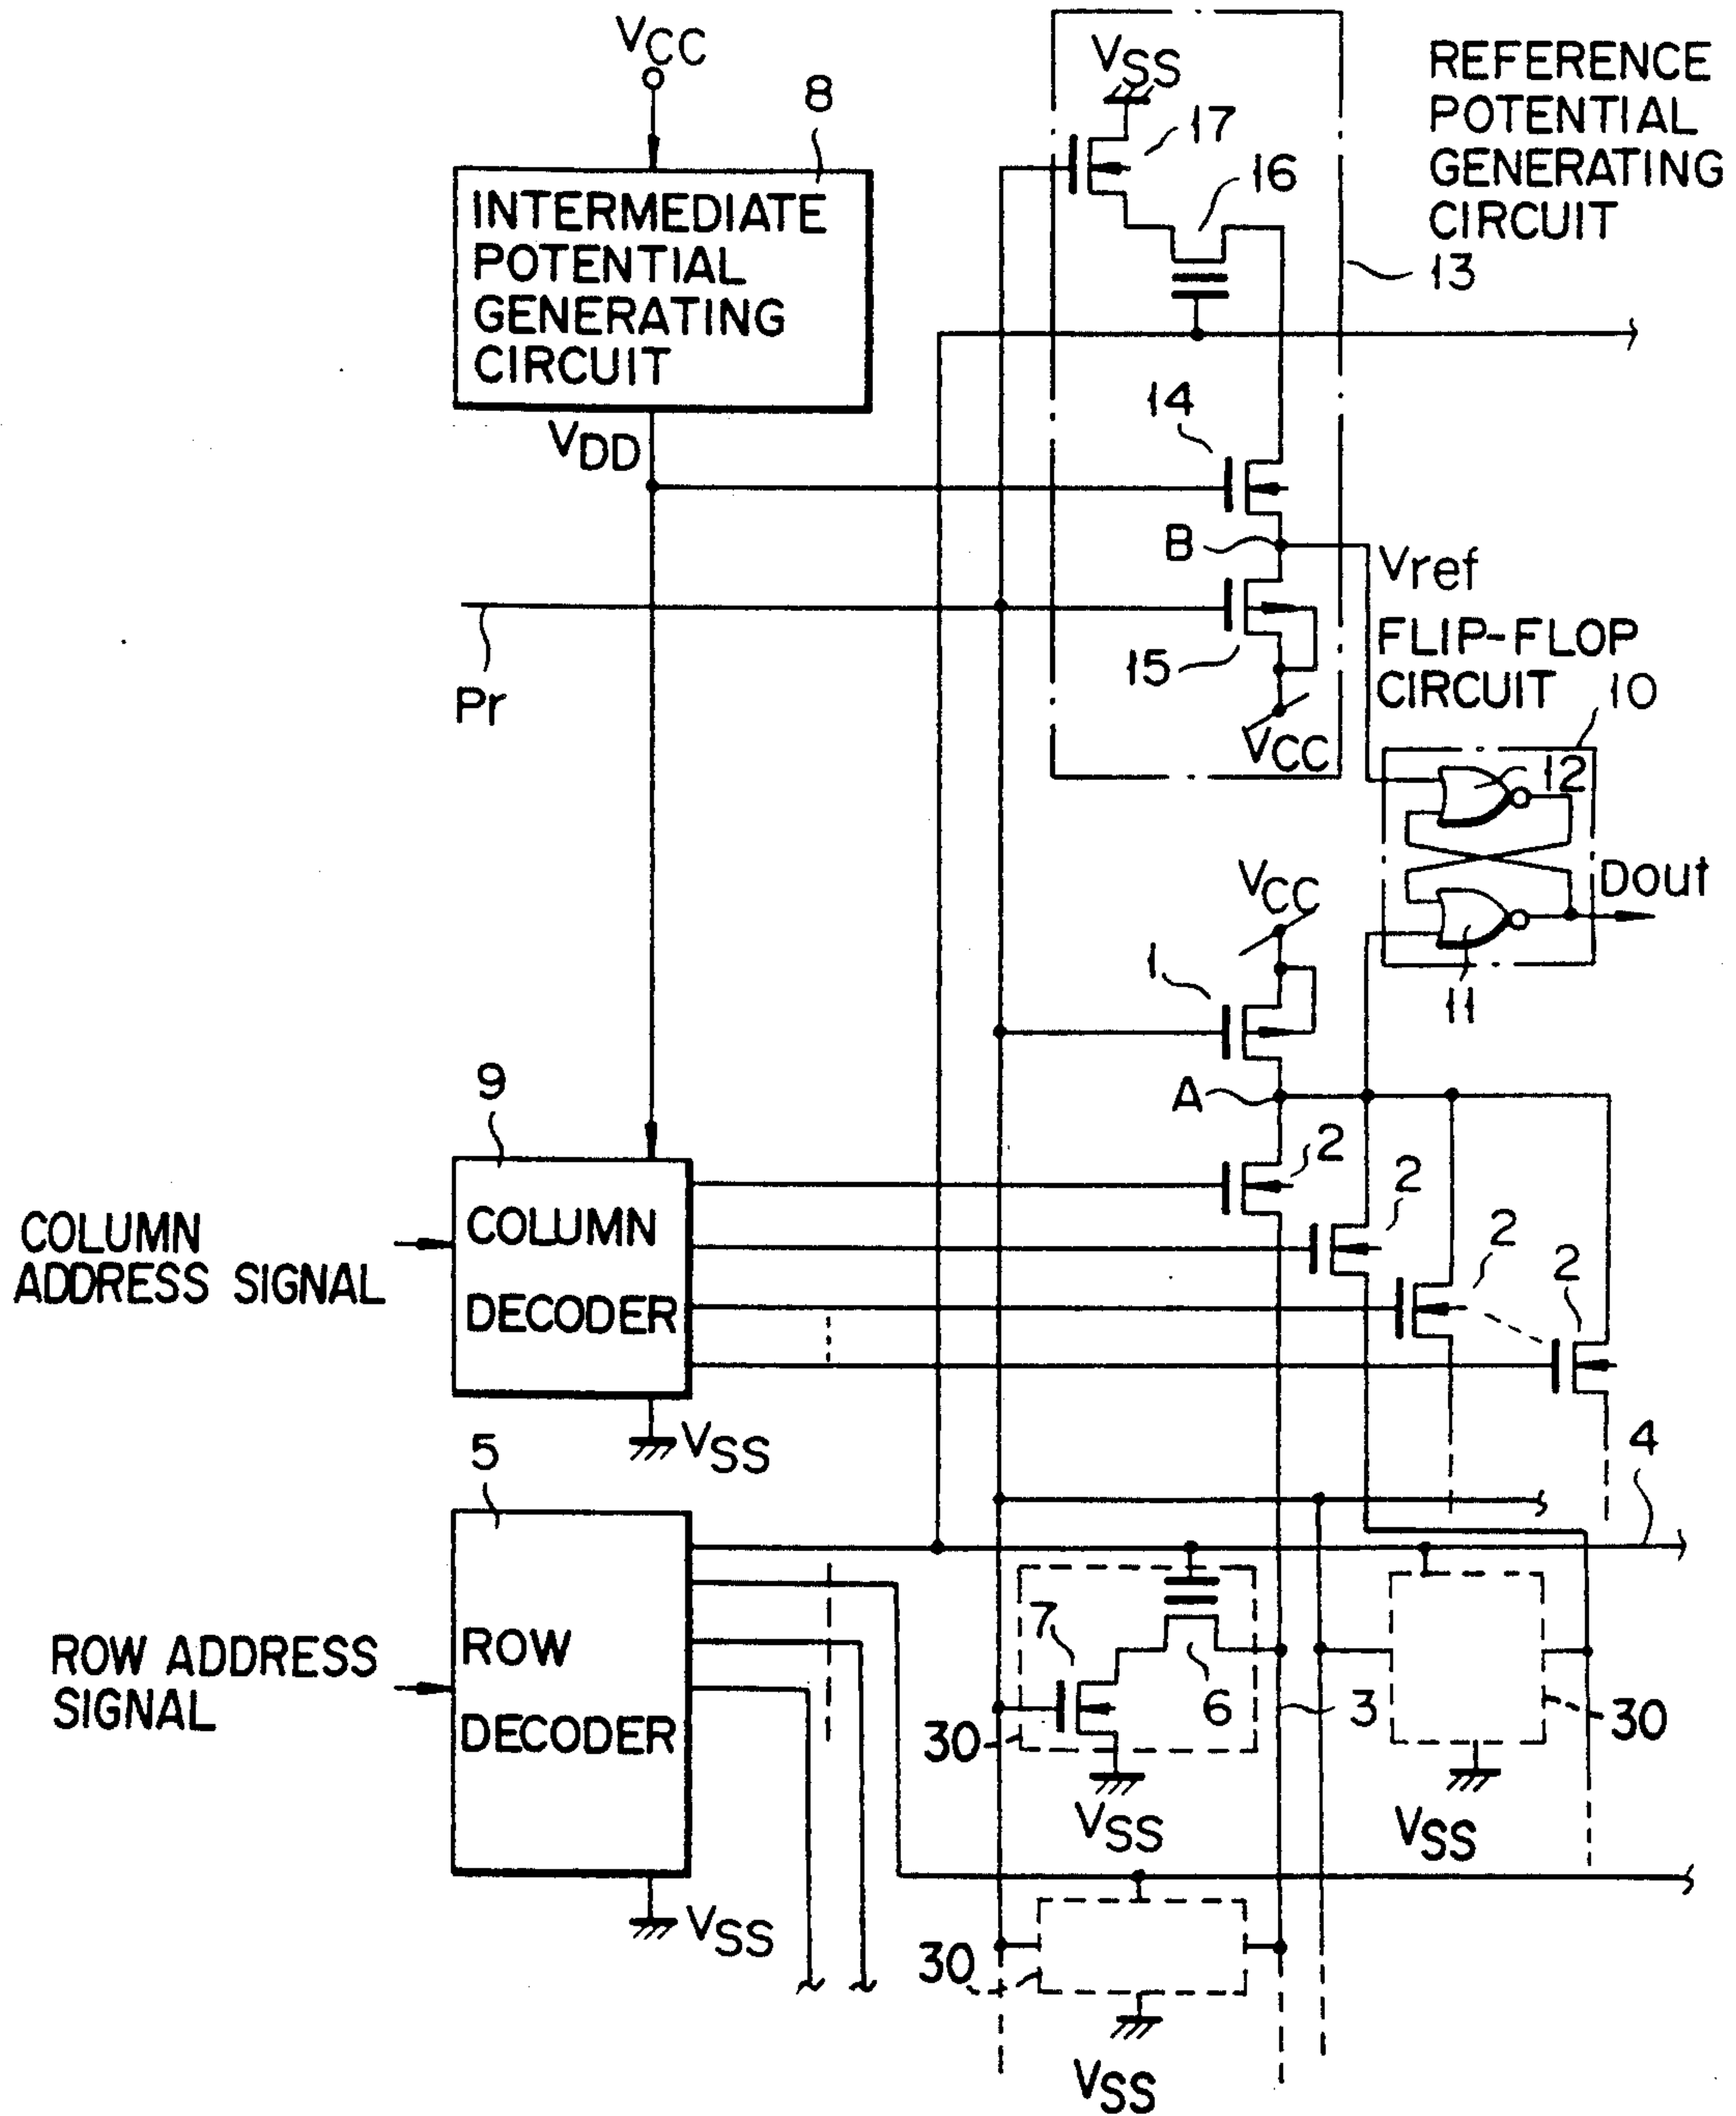 VCC
8
INTERMEDIATE
POTENTIAL
GENERATING
CIRCUIT
VDD
VSS
17
16
REFERENCE
POTENTIAL
GENERATING
CIRCUIT
13
14
B
Vref
Pr
15
VCC
FLIP-FLOP
CIRCUIT
10
12
Dout
11
VCC
1
A
9
COLUMN
DECODER
COLUMN
ADDRESS SIGNAL
2
2
2
2
VSS
5
4
ROW
DECODER
ROW ADDRESS
SIGNAL
7
6
3
30
30
VSS
VSS
VSS
30
VSS